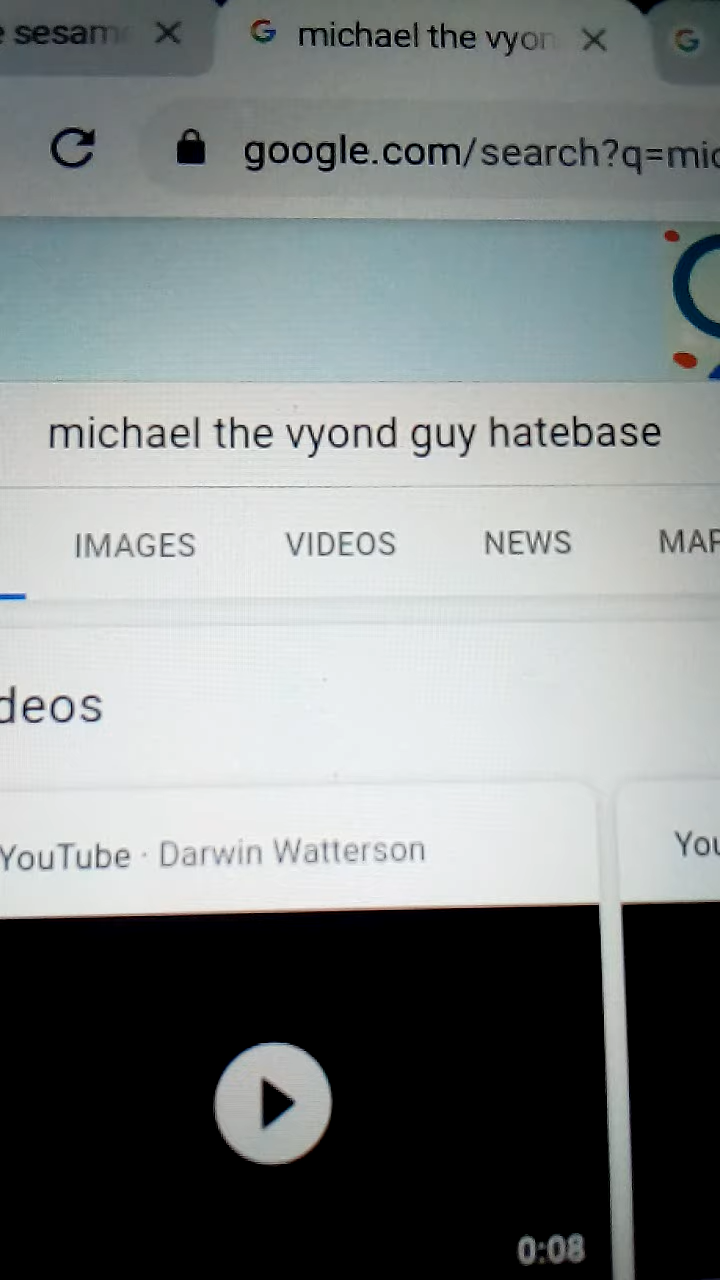 sesam
michael the vyon
google.com/search?q=mic
michael the vyond guy hatebase
IMAGES VIDEOS NEWS MAP
deos
YouTube · Darwin Watterson
You
0:08